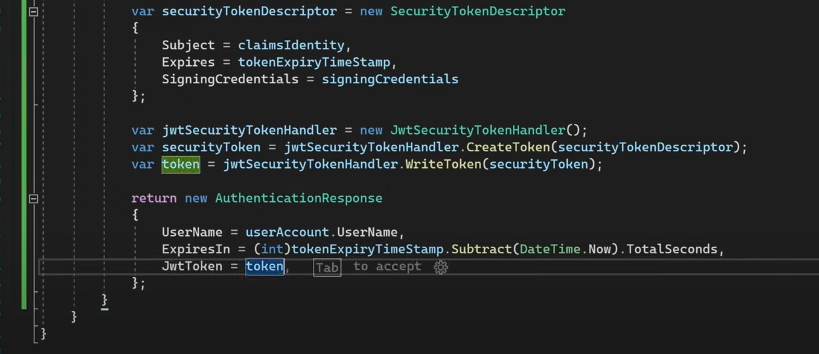 var securityTokenDescriptor = new SecurityTokenDescriptor
{
Subject = claimsIdentity,
Expires = tokenExpiryTimeStamp,
SigningCredentials = signingCredentials
};
var jwtSecurityTokenHandler = new JwtSecurityTokenHandler();
var securityToken = jwtSecurityTokenHandler.CreateToken(securityTokenDescriptor);
var token = jwtSecurityTokenHandler.WriteToken(securityToken);
return new AuthenticationResponse
{
UserName = userAccount.UserName,
ExpiresIn = (int)tokenExpiryTimeStamp.Subtract(DateTime.Now).TotalSeconds,
JwtToken = token, Tab to accept
};
}
}
}